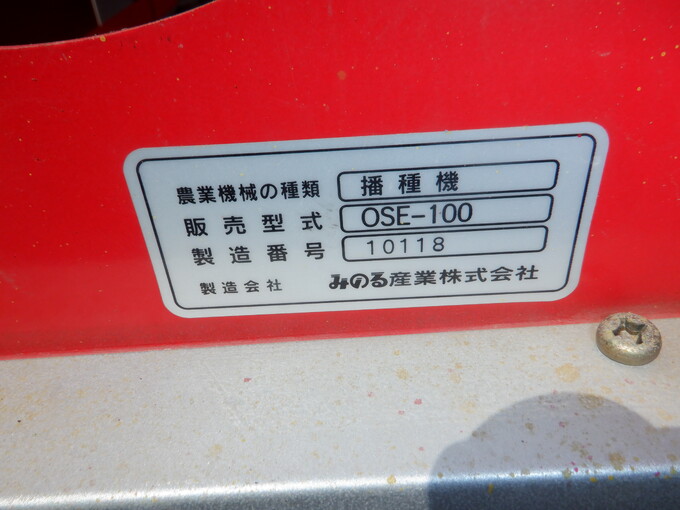 農業機械の種類 播種機
販売型式 OSE-100
製造番号 10118
製造会社 みのる産業株式会社